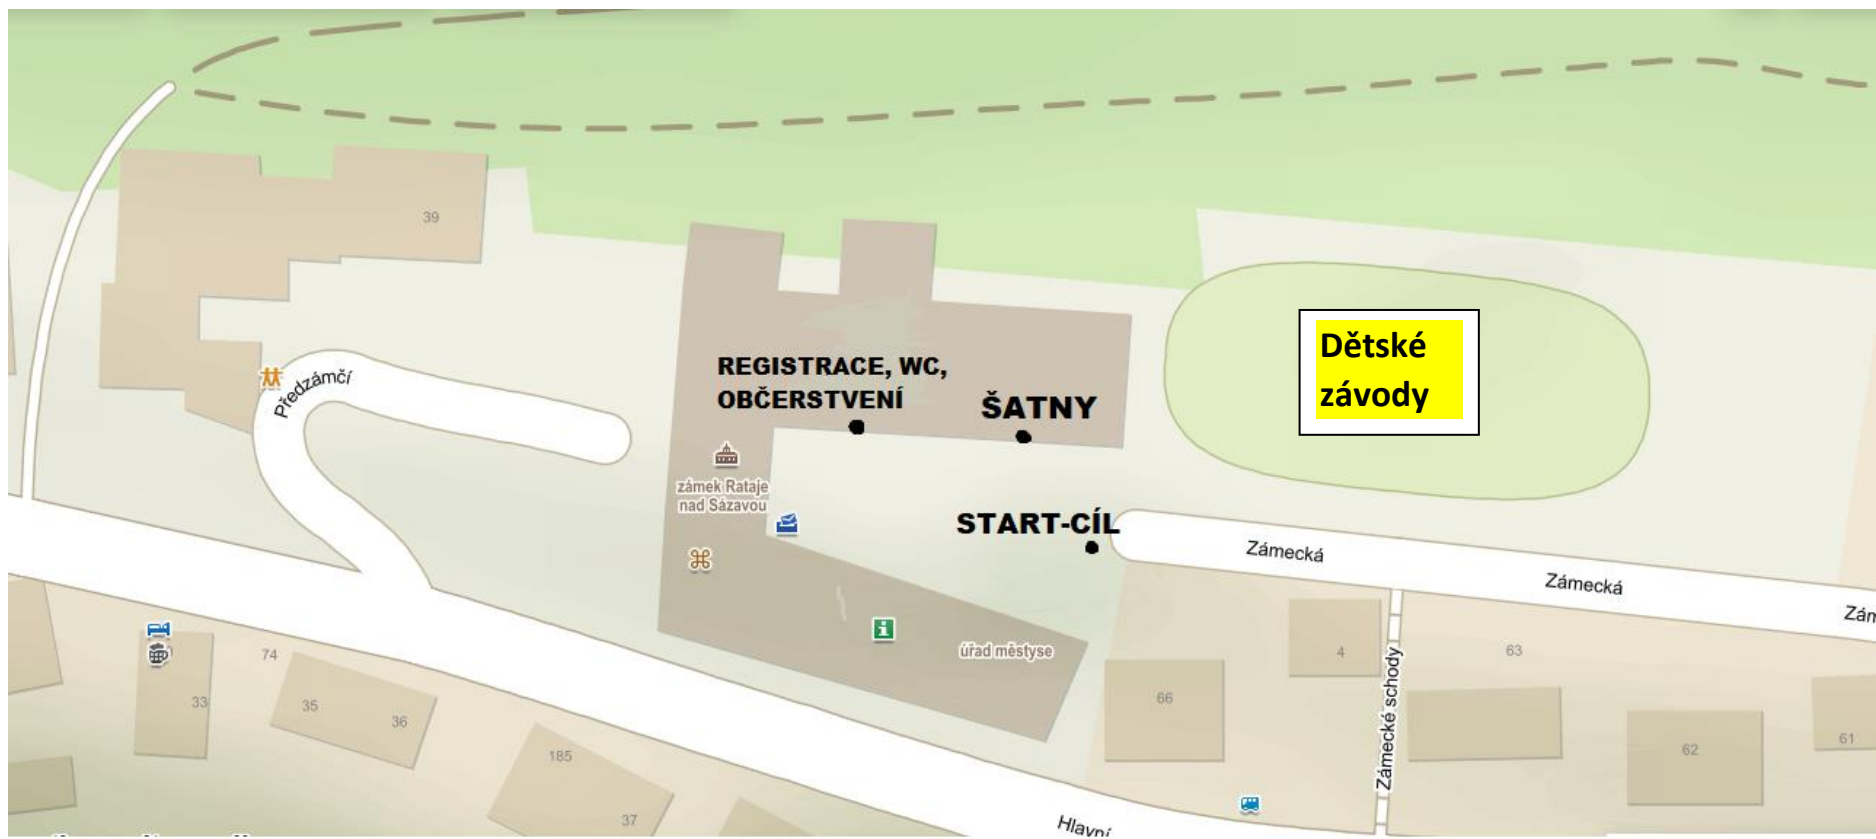 39
Dětské
závody
REGISTRACE, WC,
OBČERSTVENÍ
ŠATNY
Předzámčí
zámek Rataje
nad Sázavou
START-CÍL
Zámecká
Zámecká
Zám
úřad městyse
74
33
35
36
185
37
66
4
63
Zámecké schody
62
61
Hlavní